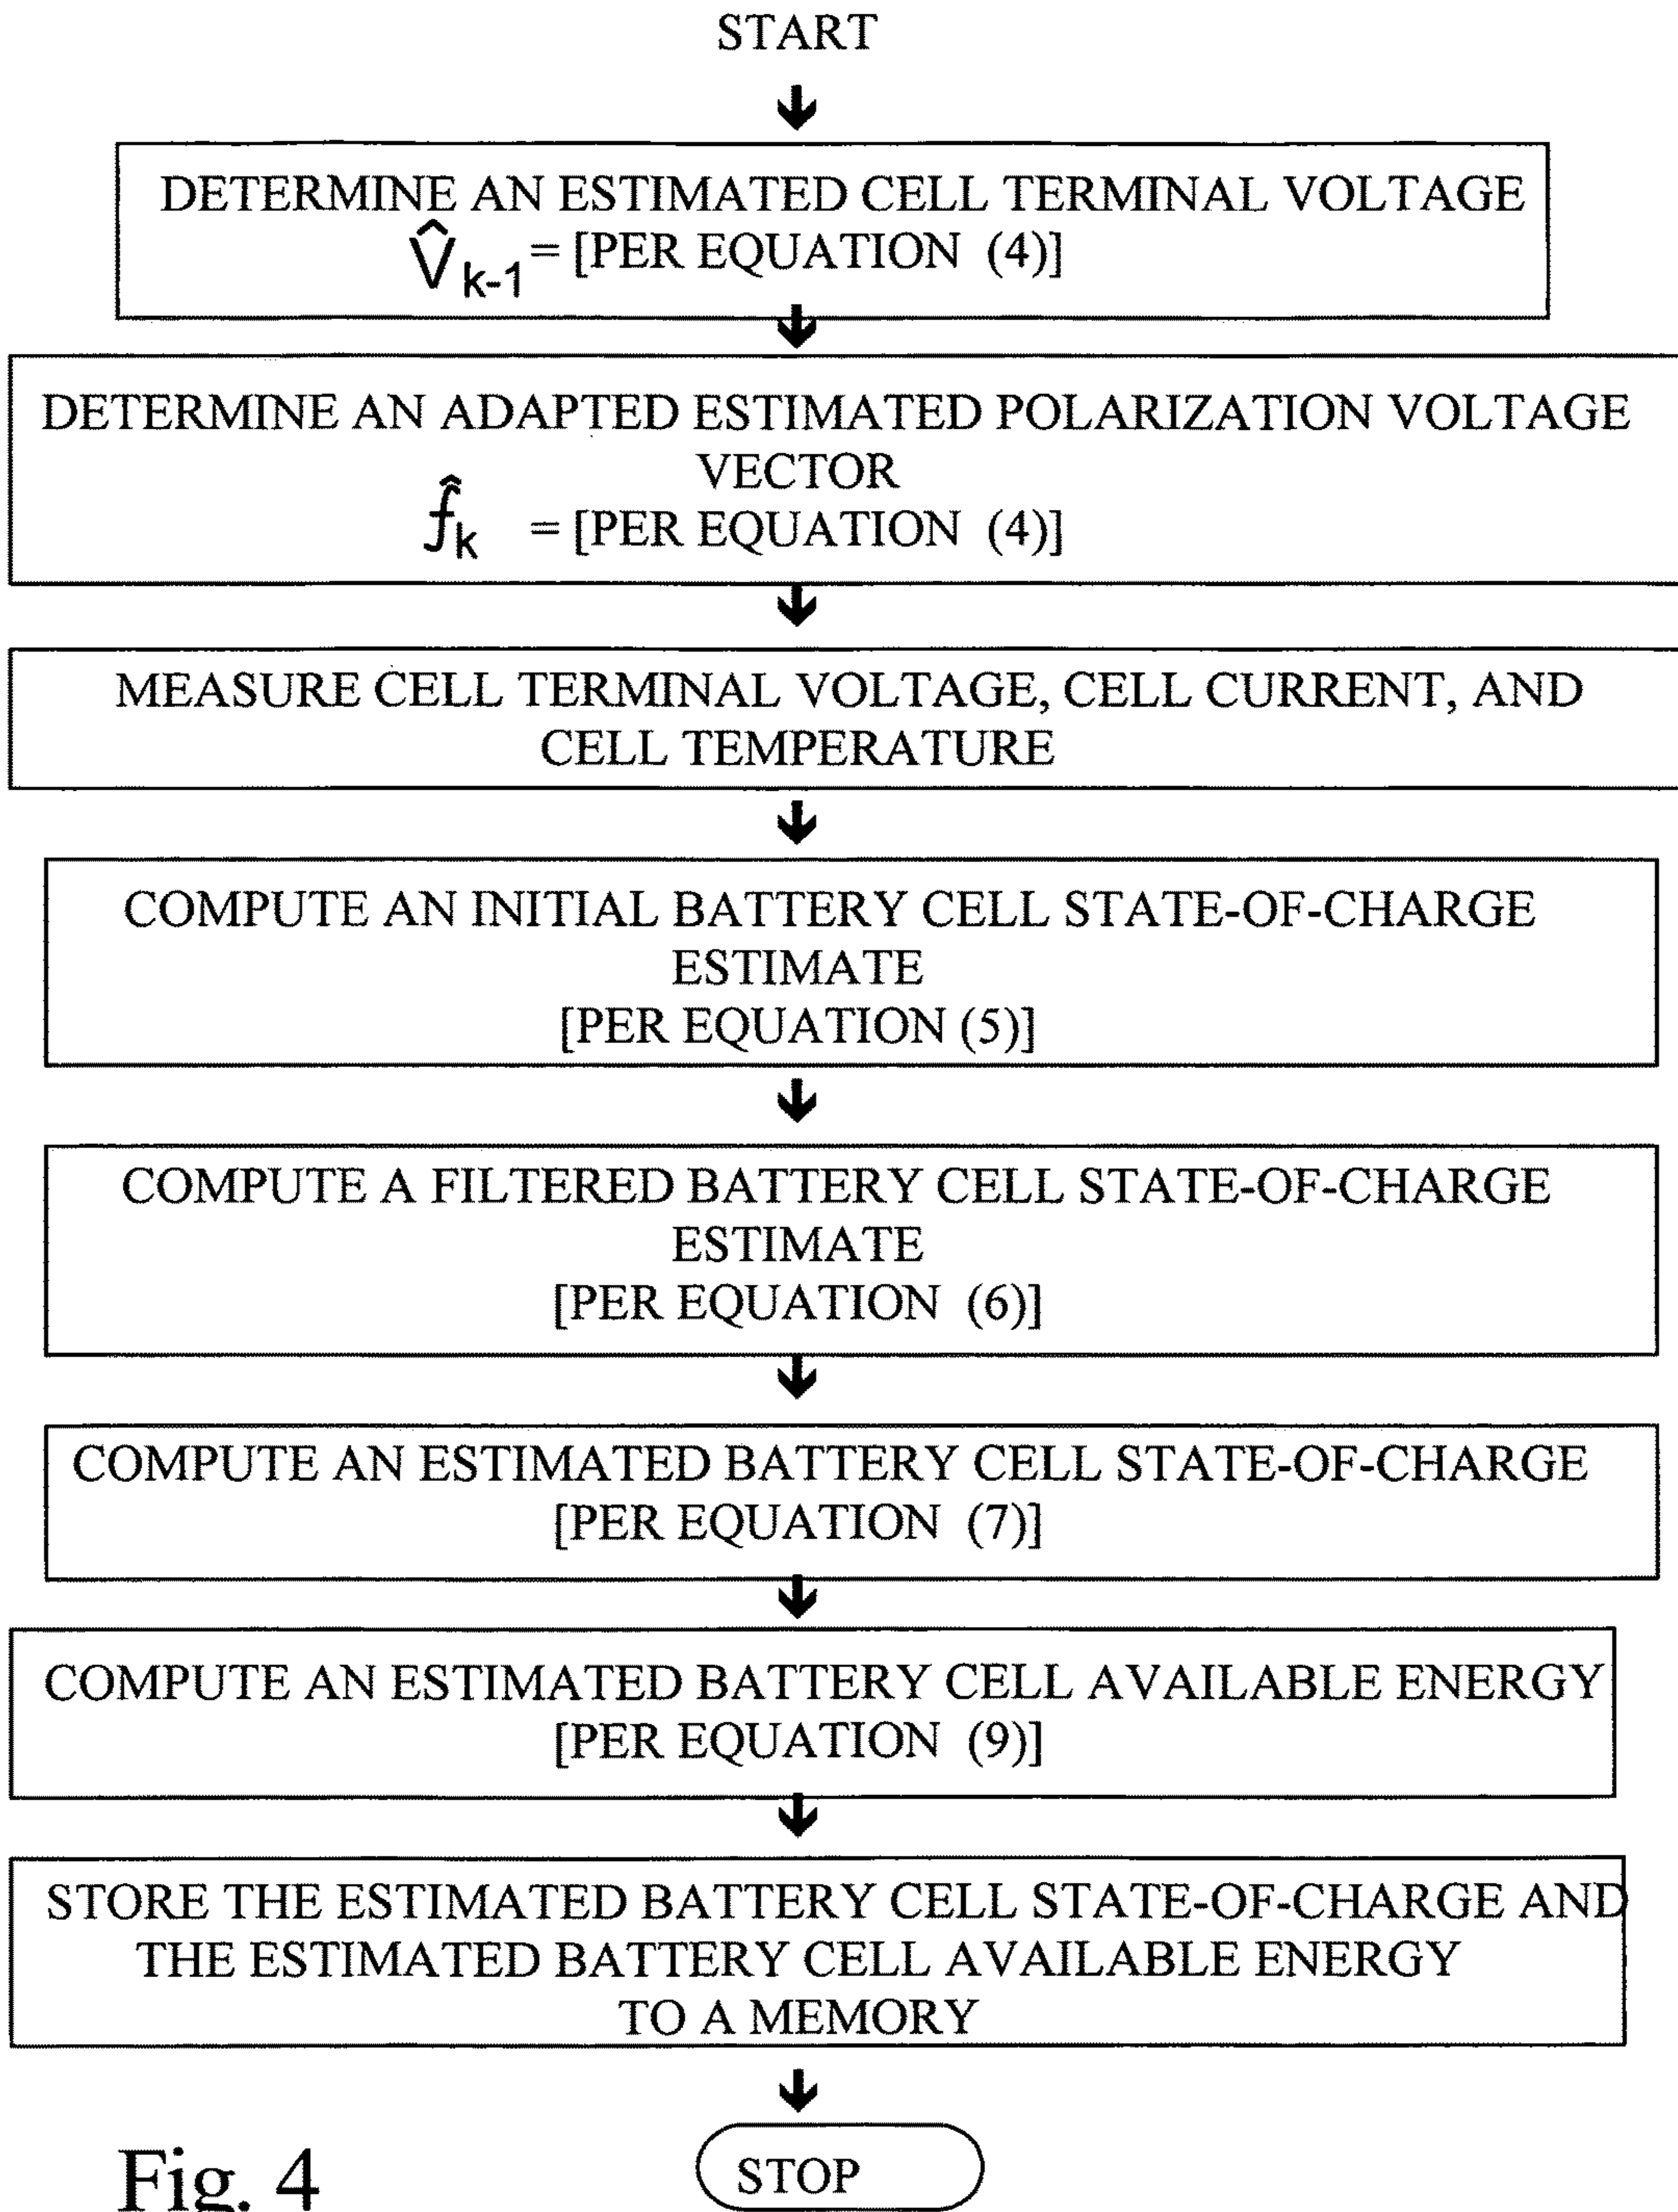 START
DETERMINE AN ESTIMATED CELL TERMINAL VOLTAGE
V̂k-1 = [PER EQUATION (4)]
DETERMINE AN ADAPTED ESTIMATED POLARIZATION VOLTAGE
VECTOR
f̂k = [PER EQUATION (4)]
MEASURE CELL TERMINAL VOLTAGE, CELL CURRENT, AND
CELL TEMPERATURE
COMPUTE AN INITIAL BATTERY CELL STATE-OF-CHARGE
ESTIMATE
[PER EQUATION (5)]
COMPUTE A FILTERED BATTERY CELL STATE-OF-CHARGE
ESTIMATE
[PER EQUATION (6)]
COMPUTE AN ESTIMATED BATTERY CELL STATE-OF-CHARGE
[PER EQUATION (7)]
COMPUTE AN ESTIMATED BATTERY CELL AVAILABLE ENERGY
[PER EQUATION (9)]
STORE THE ESTIMATED BATTERY CELL STATE-OF-CHARGE AND
THE ESTIMATED BATTERY CELL AVAILABLE ENERGY
TO A MEMORY
STOP
Fig. 4